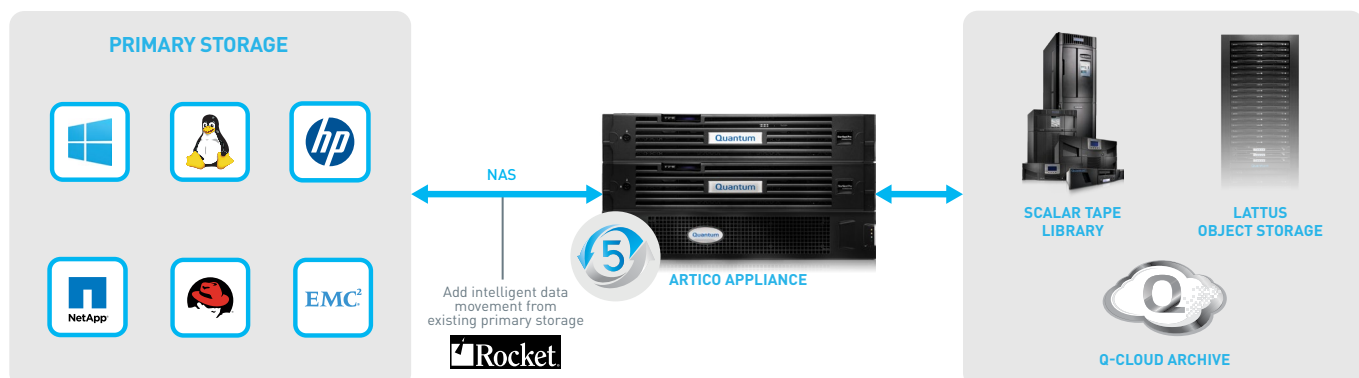 PRIMARY STORAGE
hp
NetApp
EMC²
NAS
Add intelligent data
movement from
existing primary storage
Rocket
Quantum
Quantum
Quantum
5
ARTICO APPLIANCE
SCALAR TAPE
LIBRARY
LATTUS
OBJECT STORAGE
Q
Q-CLOUD ARCHIVE